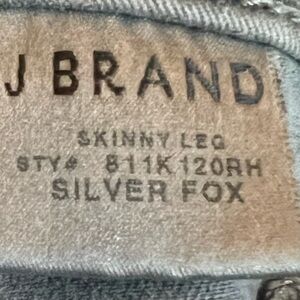 J BRAND
SKINNY LEG
STY# 811K120RH
SILVER FOX